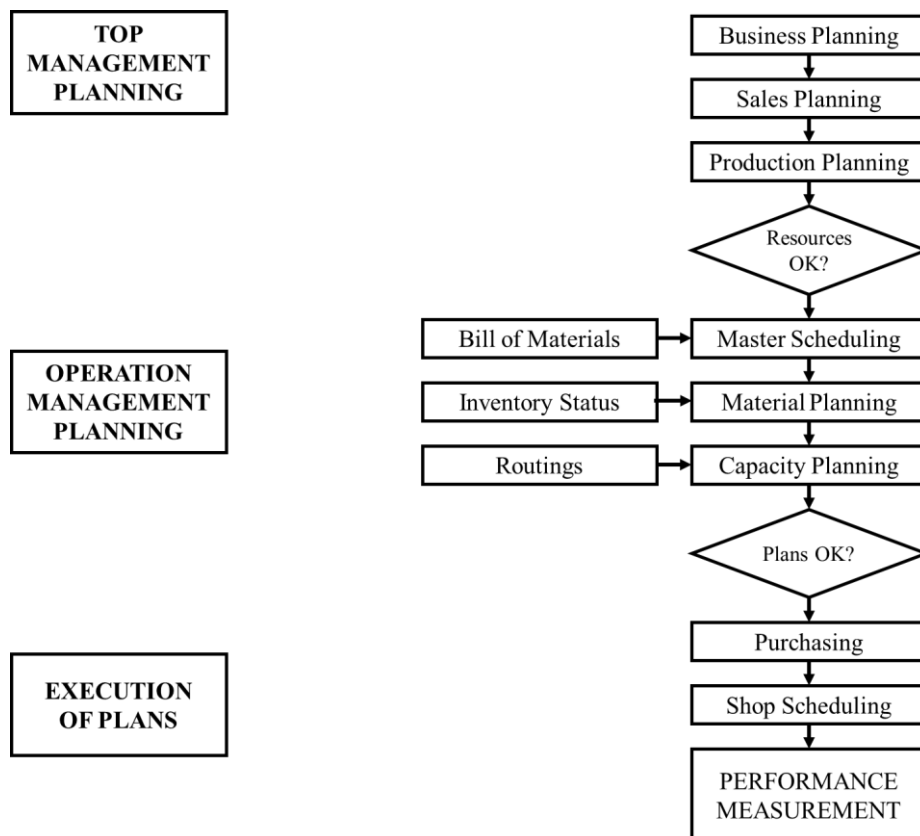 TOP
MANAGEMENT
PLANNING
Business Planning
Sales Planning
Production Planning
Resources
OK?
OPERATION
MANAGEMENT
PLANNING
Bill of Materials
Master Scheduling
Inventory Status
Material Planning
Routings
Capacity Planning
Plans OK?
EXECUTION
OF PLANS
Purchasing
Shop Scheduling
PERFORMANCE
MEASUREMENT